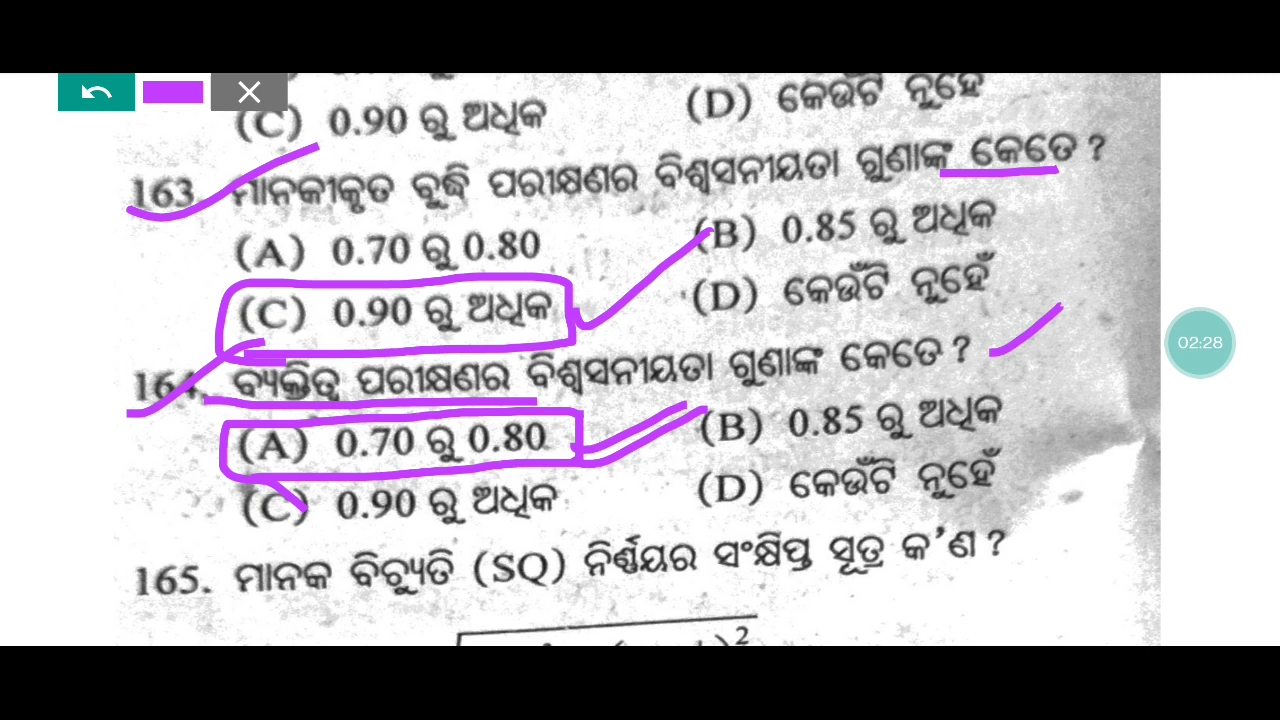 (C) 0.90 ରୁ ଅଧିକ (D) କେଉଁଟି ନୁହେଁ
163. ମାନକୀକୃତ ବୁଦ୍ଧି ପରୀକ୍ଷଣର ବିଶ୍ଵସନୀୟତା ଗୁଣାଙ୍କ କେତେ ?
(A) 0.70 ରୁ 0.80 (B) 0.85 ରୁ ଅଧିକ
(C) 0.90 ରୁ ଅଧିକ (D) କେଉଁଟି ନୁହେଁ
164. ବ୍ୟକ୍ତିତ୍ୱ ପରୀକ୍ଷଣର ବିଶ୍ଵସନୀୟତା ଗୁଣାଙ୍କ କେତେ ?
(A) 0.70 ରୁ 0.80 (B) 0.85 ରୁ ଅଧିକ
(C) 0.90 ରୁ ଅଧିକ (D) କେଉଁଟି ନୁହେଁ
165. ମାନକ ବିଚ୍ୟୁତି (SQ) ନିର୍ଣ୍ଣୟର ସଂକ୍ଷିପ୍ତ ସୂତ୍ର କ'ଣ ?
02:28